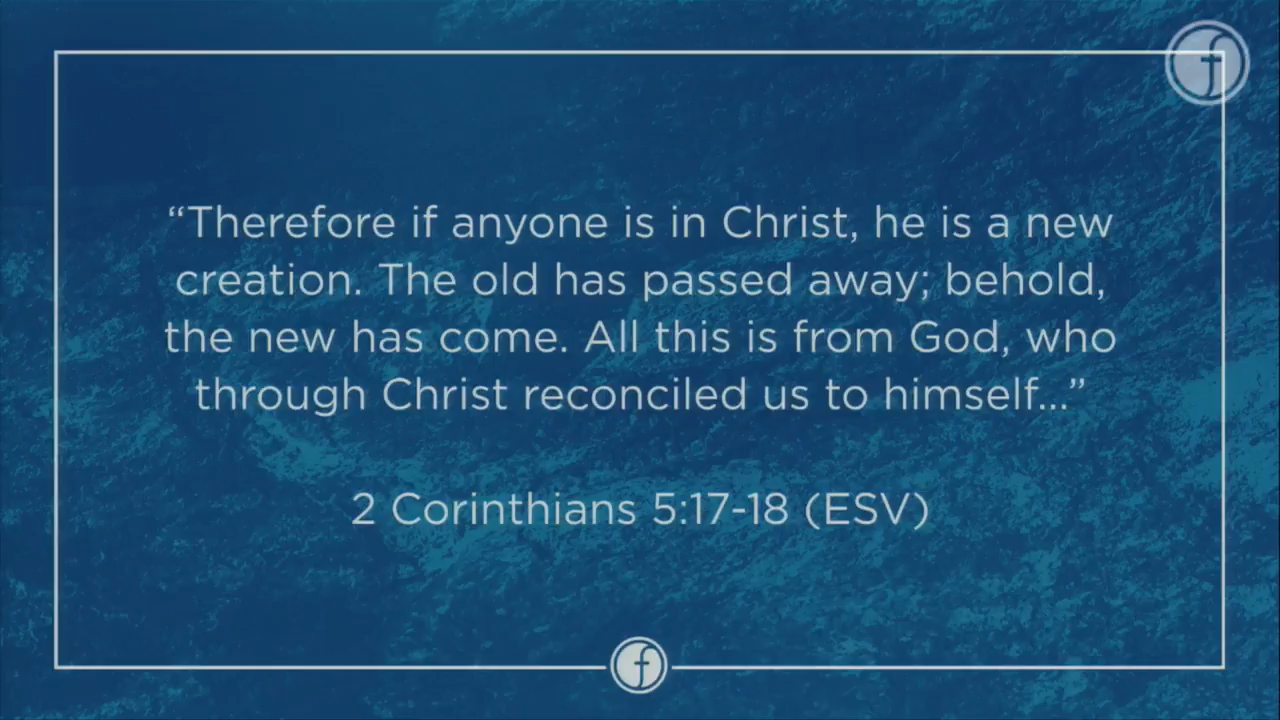 “Therefore if anyone is in Christ, he is a new
creation. The old has passed away; behold,
the new has come. All this is from God, who
through Christ reconciled us to himself...”
2 Corinthians 5:17-18 (ESV)